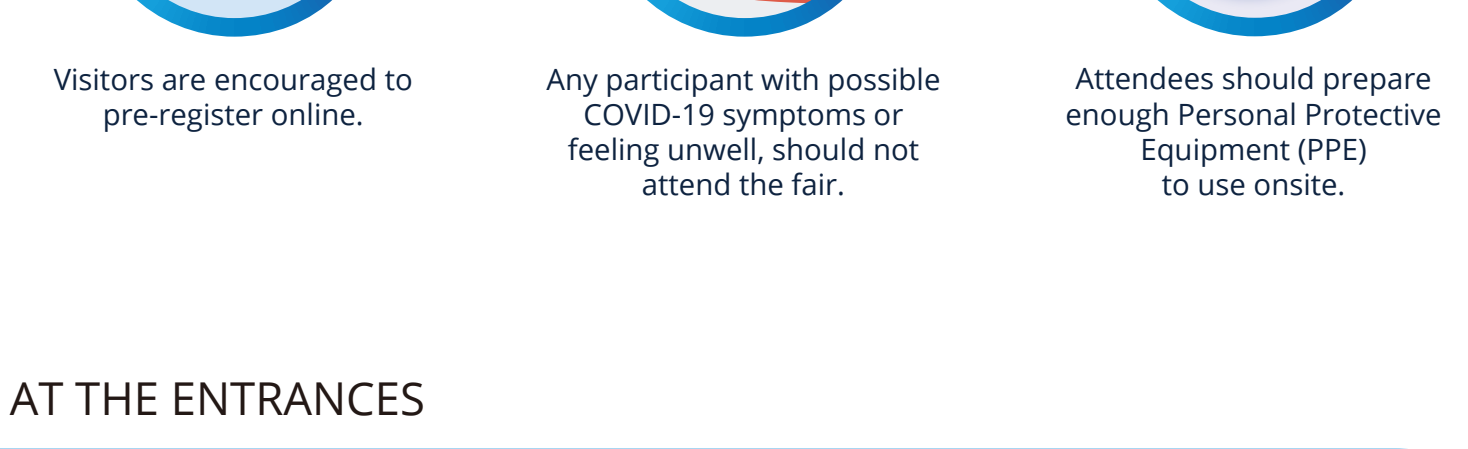 Visitors are encouraged to
pre-register online.
Any participant with possible
COVID-19 symptoms or
feeling unwell, should not
attend the fair.
Attendees should prepare
enough Personal Protective
Equipment (PPE)
to use onsite.
AT THE ENTRANCES